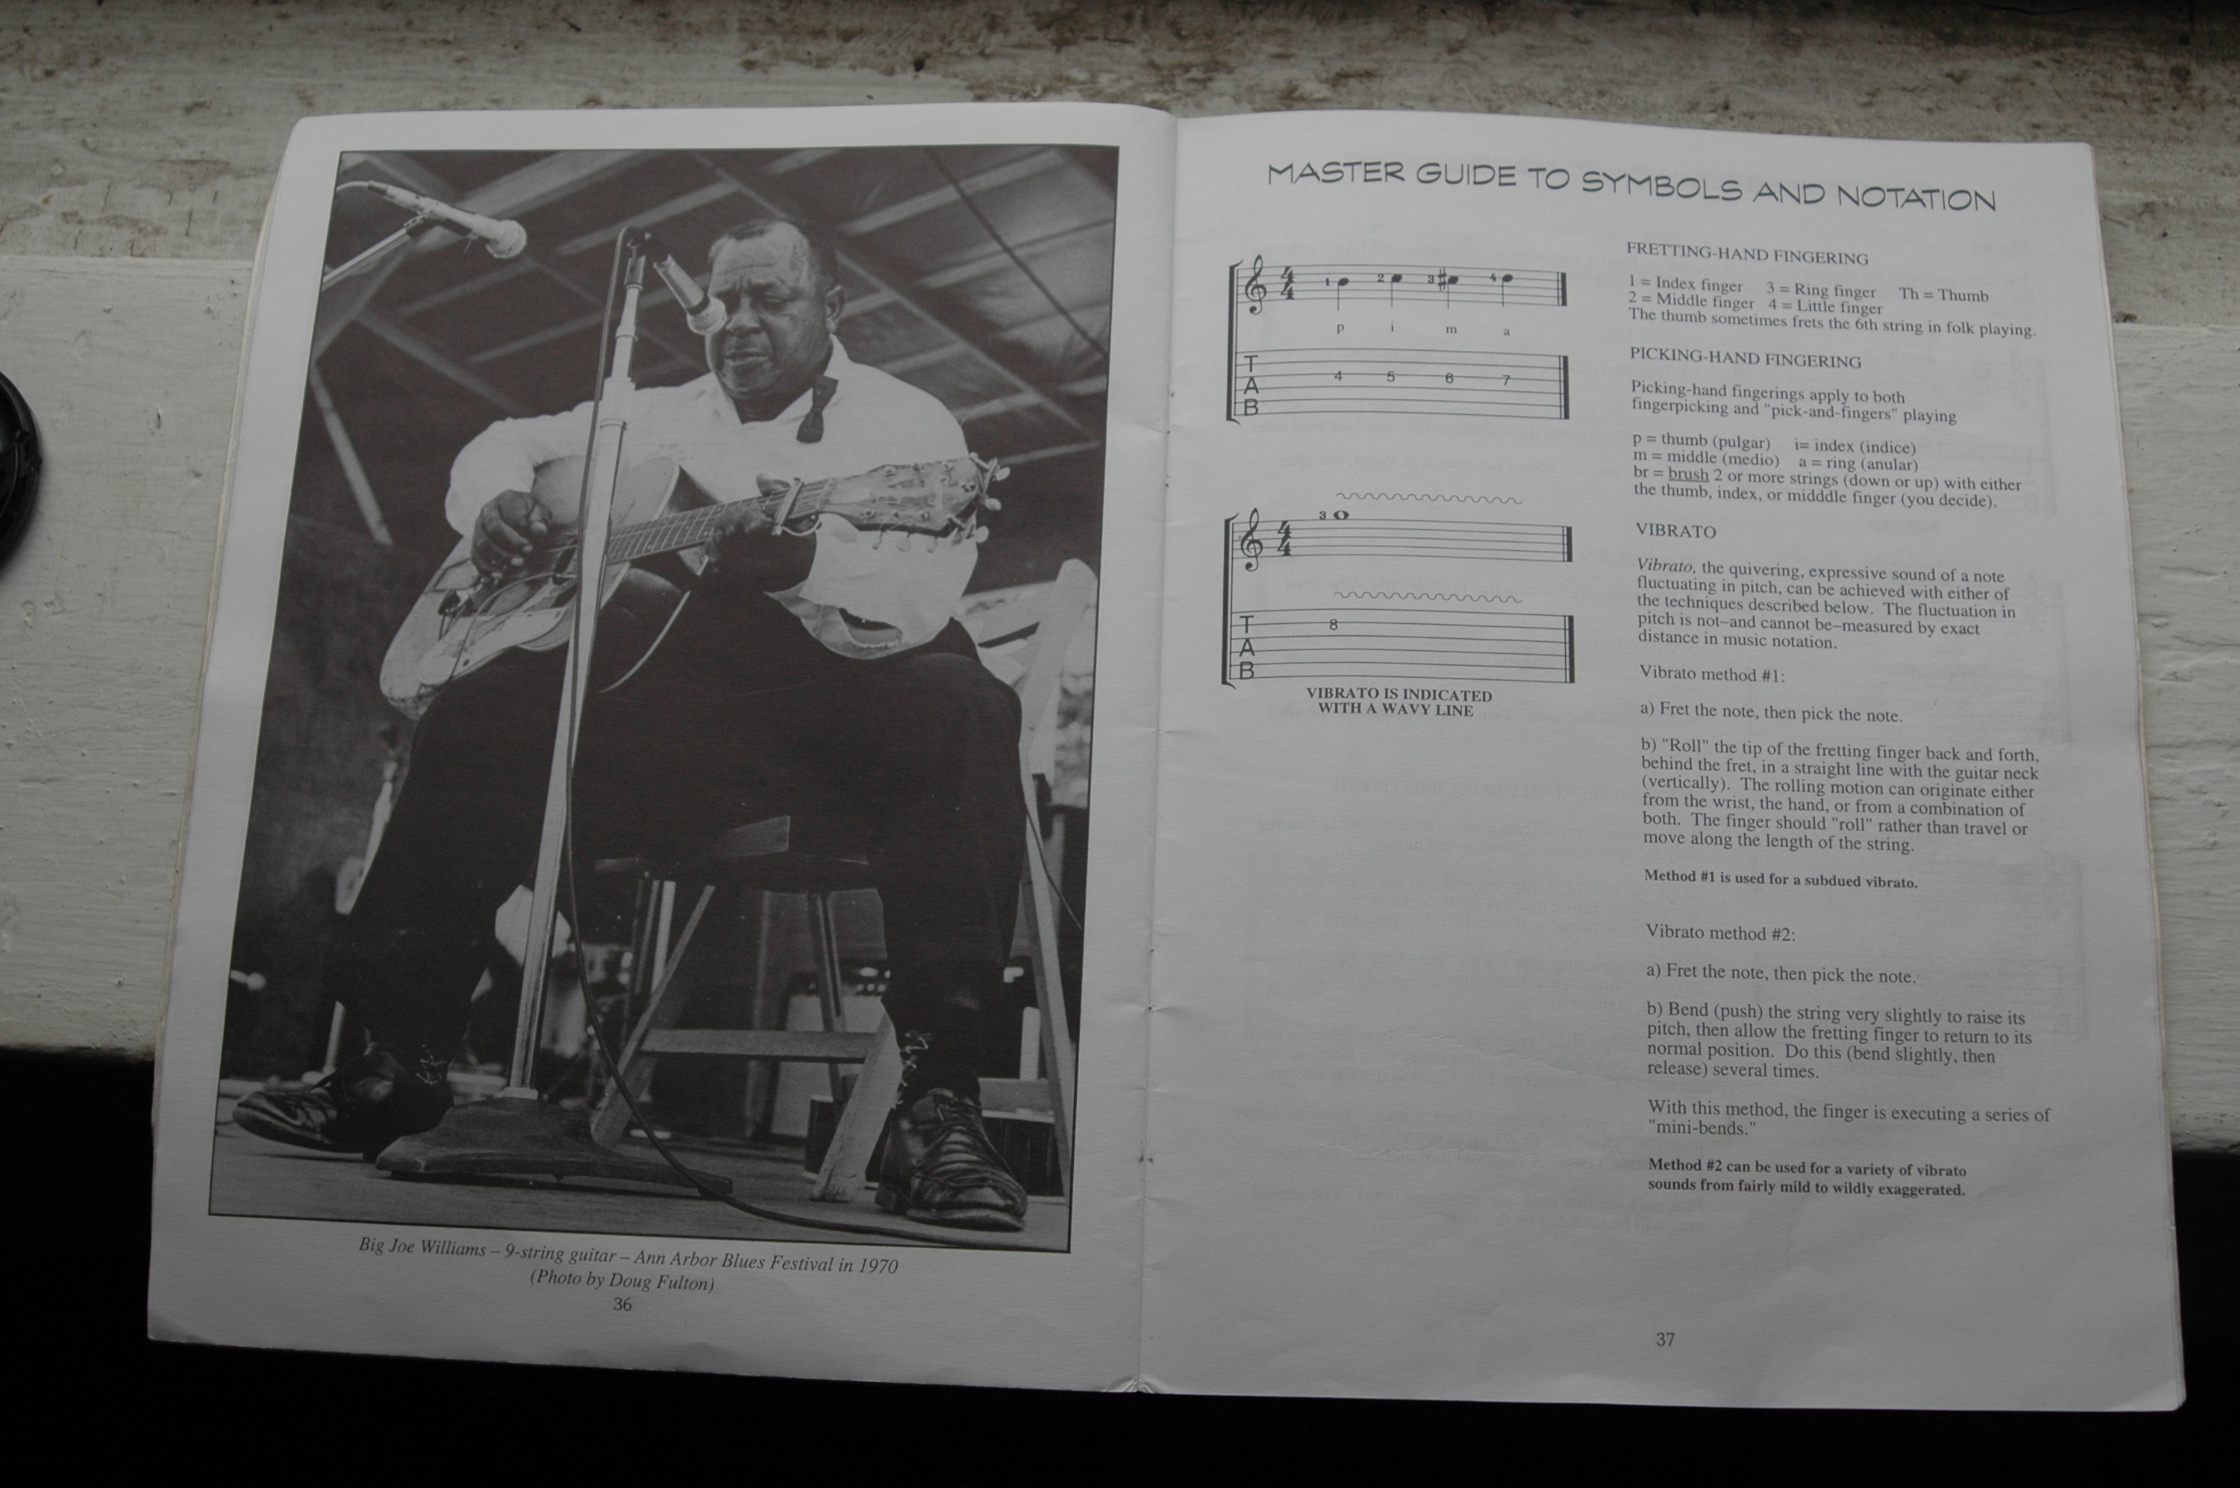 Big Joe Williams – 9-string guitar – Ann Arbor Blues Festival in 1970
(Photo by Doug Fulton)
36
MASTER GUIDE TO SYMBOLS AND NOTATION
1 2 3 4
p i m a
T
A
B
4 5 6 7
FRETTING-HAND FINGERING
1 = Index finger 3 = Ring finger Th = Thumb
2 = Middle finger 4 = Little finger
The thumb sometimes frets the 6th string in folk playing.
PICKING-HAND FINGERING
Picking-hand fingerings apply to both
fingerpicking and "pick-and-fingers" playing
p = thumb (pulgar) i= index (indice)
m = middle (medio) a = ring (anular)
br = brush 2 or more strings (down or up) with either
the thumb, index, or middle finger (you decide).
3
T
A
B
8
VIBRATO IS INDICATED
WITH A WAVY LINE
VIBRATO
Vibrato, the quivering, expressive sound of a note
fluctuating in pitch, can be achieved with either of
the techniques described below. The fluctuation in
pitch is not–and cannot be–measured by exact
distance in music notation.
Vibrato method #1:
a) Fret the note, then pick the note.
b) "Roll" the tip of the fretting finger back and forth,
behind the fret, in a straight line with the guitar neck
(vertically). The rolling motion can originate either
from the wrist, the hand, or from a combination of
both. The finger should "roll" rather than travel or
move along the length of the string.
Method #1 is used for a subdued vibrato.
Vibrato method #2:
a) Fret the note, then pick the note.
b) Bend (push) the string very slightly to raise its
pitch, then allow the fretting finger to return to its
normal position. Do this (bend slightly, then
release) several times.
With this method, the finger is executing a series of
"mini-bends."
Method #2 can be used for a variety of vibrato
sounds from fairly mild to wildly exaggerated.
37